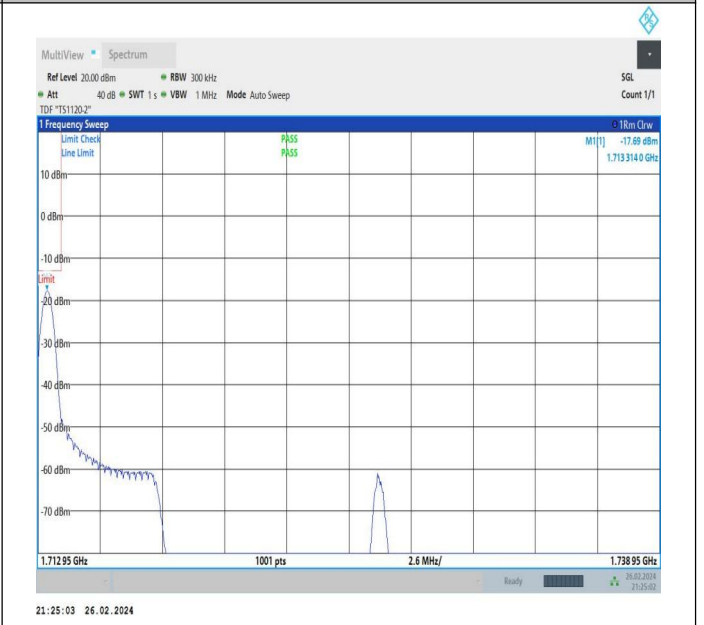 R&S
MultiView Spectrum
Ref Level 20.00 dBm RBW 300 kHz SGL
Att 40 dB SWT 1 s VBW 1 MHz Mode Auto Sweep Count 1/1
TDF "TS1120-2"
1 Frequency Sweep 1Rm Clrw
Limit Check PASS M1[1] -17.69 dBm
Line Limit PASS 1.713 314 0 GHz
10 dBm
0 dBm
-10 dBm
Limit
-20 dBm
-30 dBm
-40 dBm
-50 dBm
-60 dBm
-70 dBm
1.712 95 GHz 1001 pts 2.6 MHz/ 1.738 95 GHz
Ready 26.02.2024
21:25:02
21:25:03 26.02.2024